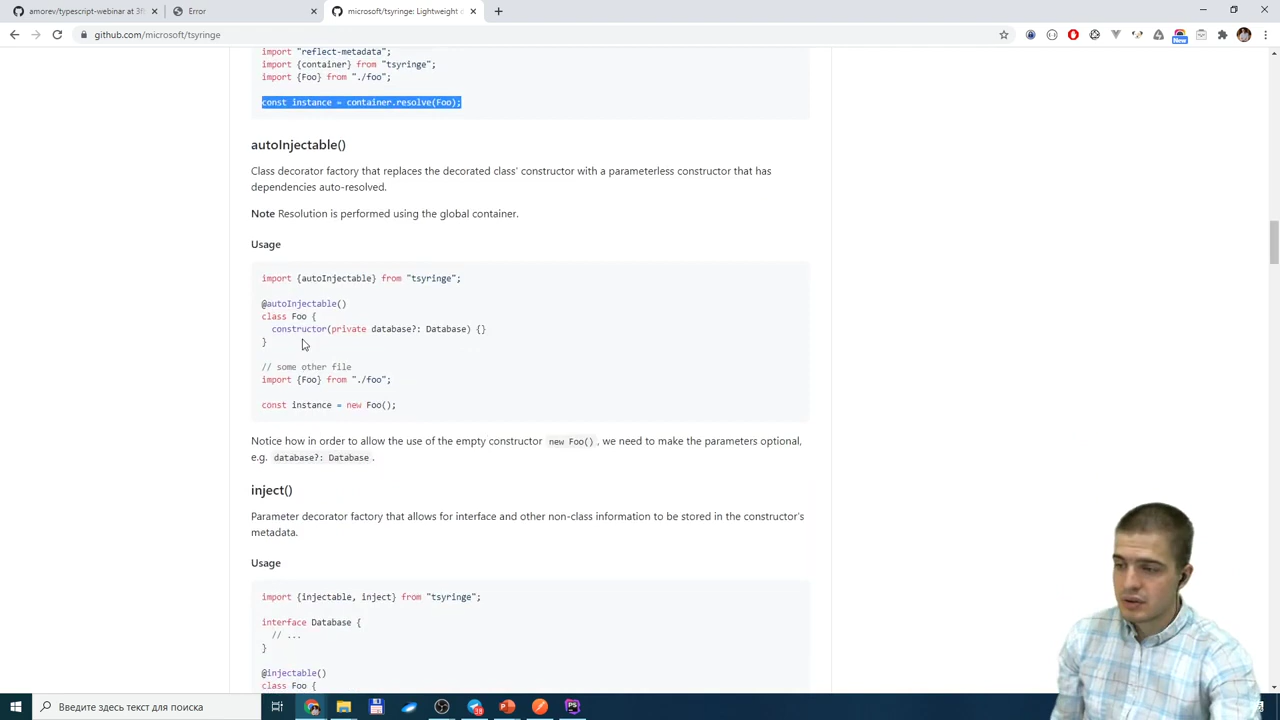 amorev/typescript-webinar at 3
Error
microsoft/tsyringe: Lightweight
github.com/microsoft/tsyringe
New
import "reflect-metadata";
import {container} from "tsyringe";
import {Foo} from "./foo";
const instance = container.resolve(Foo);
autoInjectable()
Class decorator factory that replaces the decorated class' constructor with a parameterless constructor that has
dependencies auto-resolved.
Note Resolution is performed using the global container.
Usage
import {autoInjectable} from "tsyringe";
@autoInjectable()
class Foo {
constructor(private database?: Database) {}
}
// some other file
import {Foo} from "./foo";
const instance = new Foo();
Notice how in order to allow the use of the empty constructor new Foo() , we need to make the parameters optional,
e.g. database?: Database .
inject()
Parameter decorator factory that allows for interface and other non-class information to be stored in the constructor's
metadata.
Usage
import {injectable, inject} from "tsyringe";
interface Database {
// ...
}
@injectable()
class Foo {
Введите здесь текст для поиска